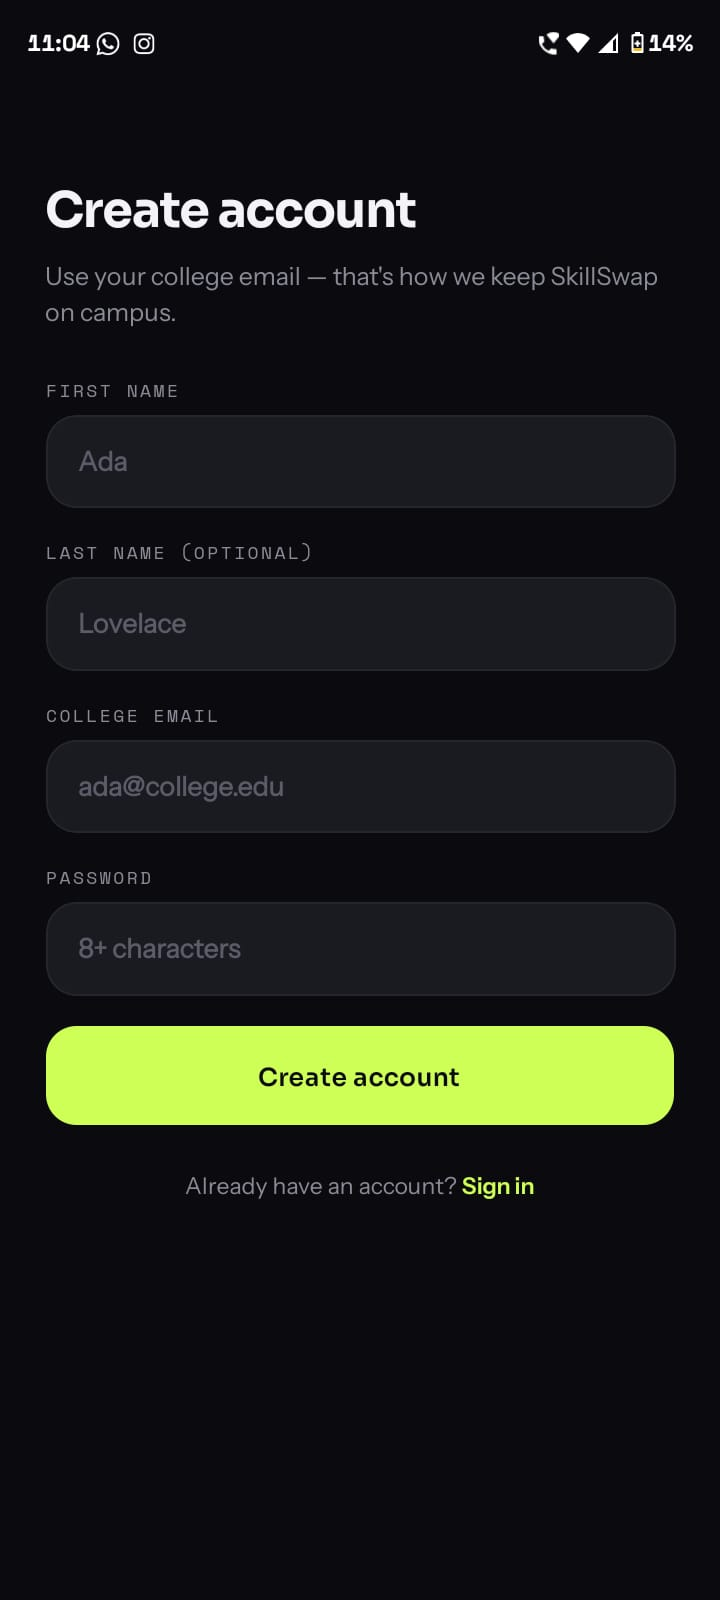 11:04
14%
Create account
Use your college email — that's how we keep SkillSwap
on campus.
FIRST NAME
Ada
LAST NAME (OPTIONAL)
Lovelace
COLLEGE EMAIL
ada@college.edu
PASSWORD
8+ characters
Create account
Already have an account? Sign in